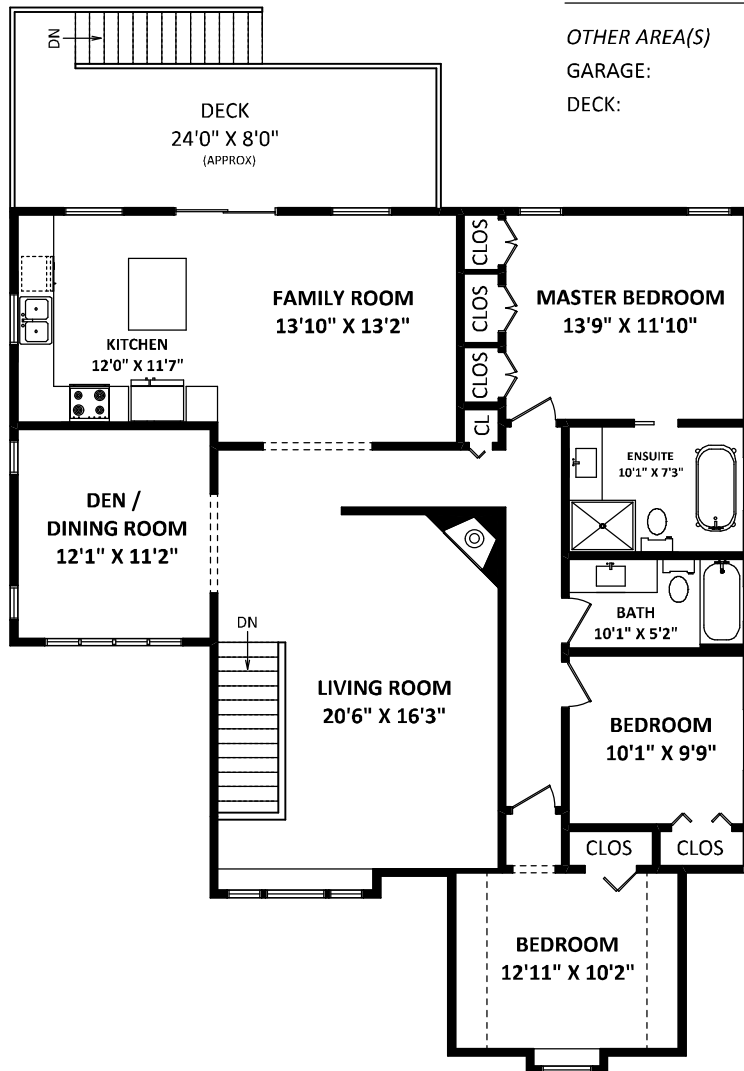 OTHER AREA(S)
GARAGE:
DECK:
DN
DECK
24'0" X 8'0"
(APPROX)
CLOS
CLOS
CLOS
CL
FAMILY ROOM
13'10" X 13'2"
MASTER BEDROOM
13'9" X 11'10"
KITCHEN
12'0" X 11'7"
ENSUITE
10'1" X 7'3"
DEN /
DINING ROOM
12'1" X 11'2"
BATH
10'1" X 5'2"
DN
LIVING ROOM
20'6" X 16'3"
BEDROOM
10'1" X 9'9"
CLOS
CLOS
BEDROOM
12'11" X 10'2"